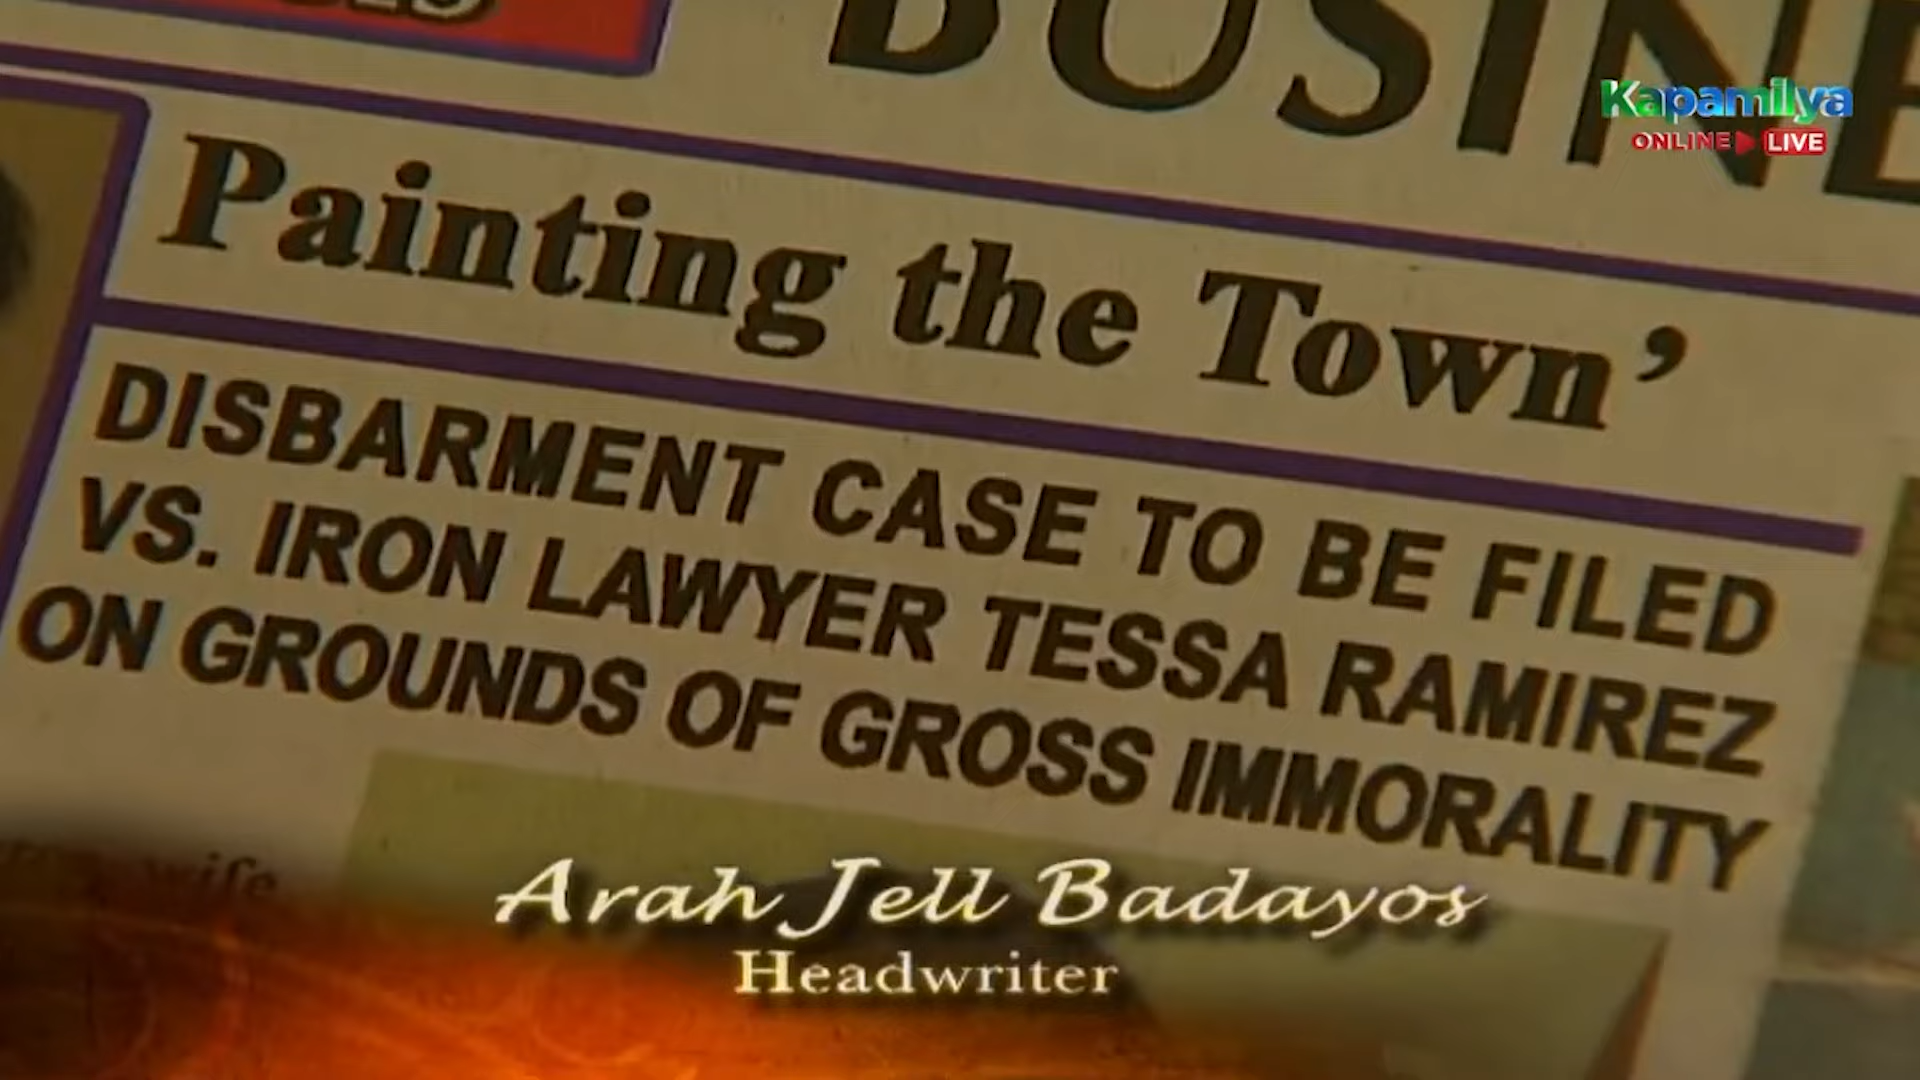 BUSINE
Kapamilya
ONLINE LIVE
Painting the Town’
DISBARMENT CASE TO BE FILED
VS. IRON LAWYER TESSA RAMIREZ
ON GROUNDS OF GROSS IMMORALITY
wife
Arah Jell Badayos
Headwriter